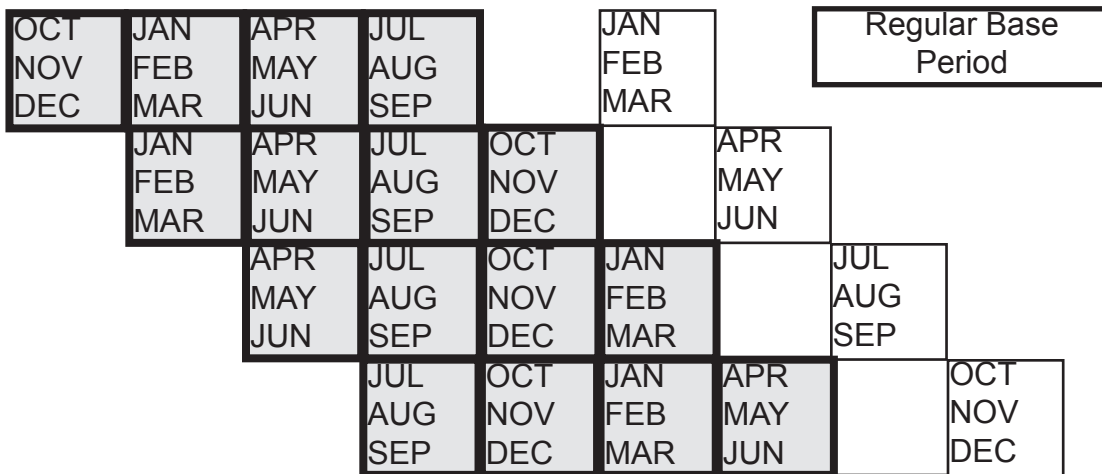 OCT JAN APR JUL JAN Regular Base
NOV FEB MAY AUG FEB Period
DEC MAR JUN SEP MAR
JAN APR JUL OCT APR
FEB MAY AUG NOV MAY
MAR JUN SEP DEC JUN
APR JUL OCT JAN JUL
MAY AUG NOV FEB AUG
JUN SEP DEC MAR SEP
JUL OCT JAN APR OCT
AUG NOV FEB MAY NOV
SEP DEC MAR JUN DEC